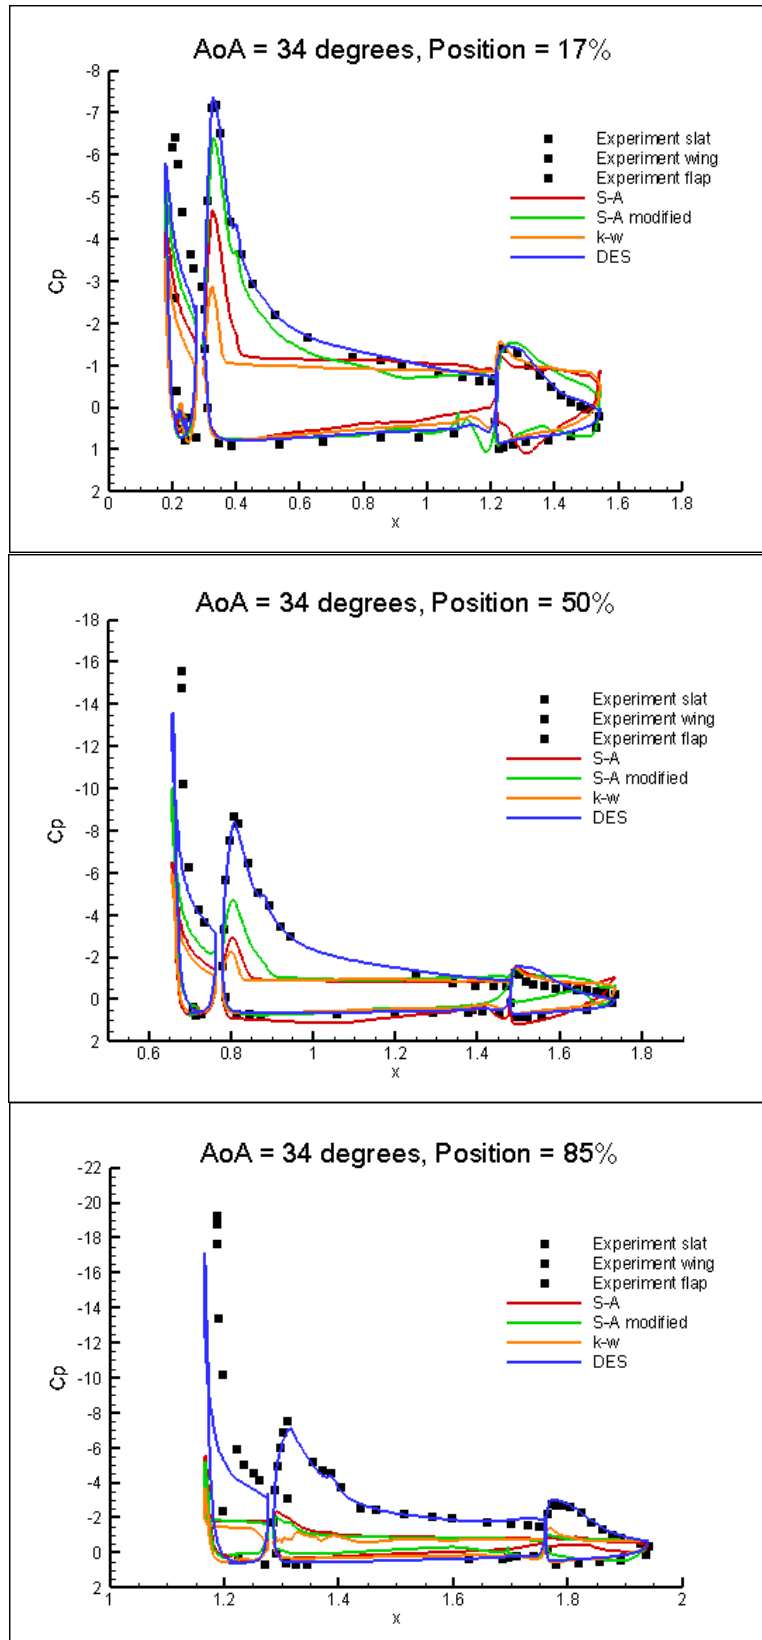 AoA = 34 degrees, Position = 17%
-8
-7
-6
-5
-4
-3
-2
-1
0
1
2
Cp
Experiment slat
Experiment wing
Experiment flap
S-A
S-A modified
k-w
DES
0 0.2 0.4 0.6 0.8 1 1.2 1.4 1.6 1.8
x
AoA = 34 degrees, Position = 50%
-18
-16
-14
-12
-10
-8
-6
-4
-2
0
2
Cp
Experiment slat
Experiment wing
Experiment flap
S-A
S-A modified
k-w
DES
0.6 0.8 1 1.2 1.4 1.6 1.8
x
AoA = 34 degrees, Position = 85%
-22
-20
-18
-16
-14
-12
-10
-8
-6
-4
-2
0
2
Cp
Experiment slat
Experiment wing
Experiment flap
S-A
S-A modified
k-w
DES
1 1.2 1.4 1.6 1.8 2
x